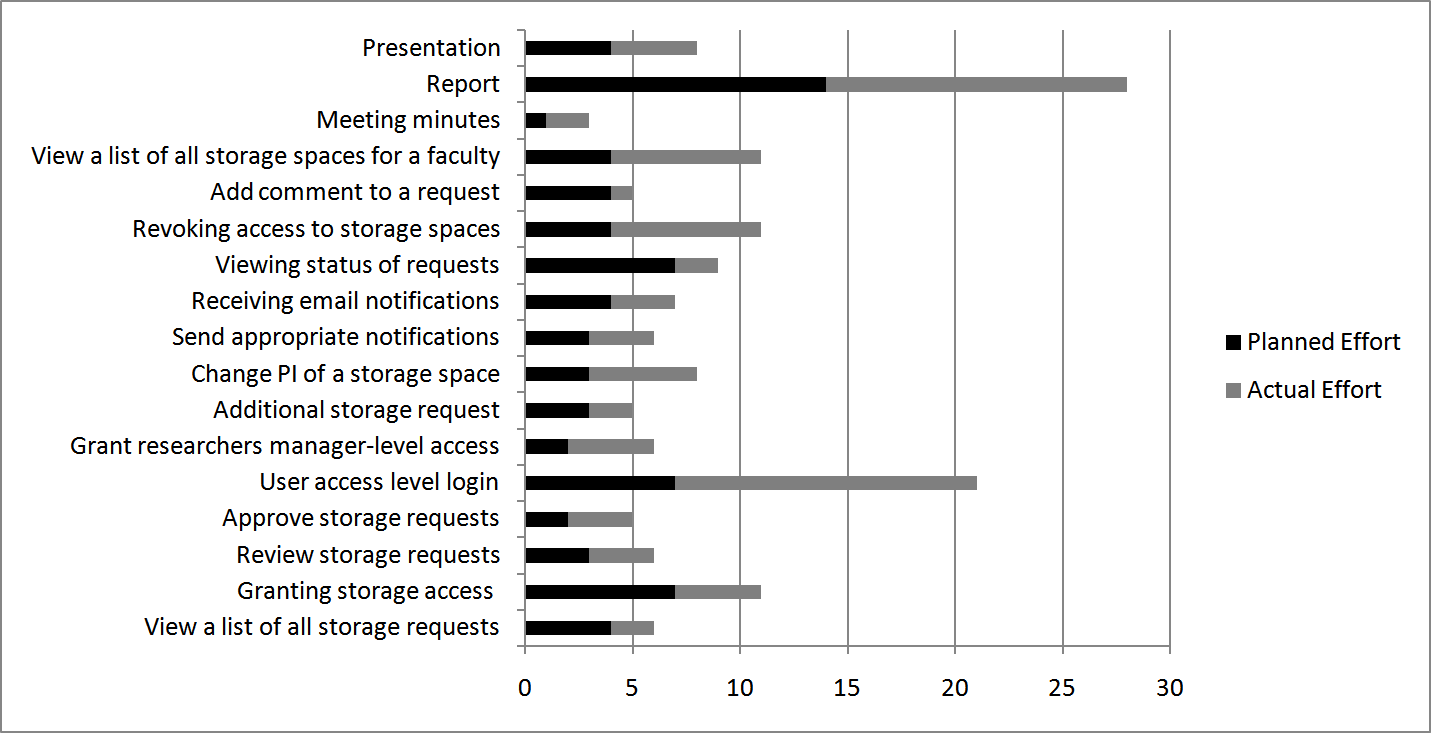 Presentation
Report
Meeting minutes
View a list of all storage spaces for a faculty
Add comment to a request
Revoking access to storage spaces
Viewing status of requests
Receiving email notifications
Send appropriate notifications
Change PI of a storage space
Additional storage request
Grant researchers manager-level access
User access level login
Approve storage requests
Review storage requests
Granting storage access
View a list of all storage requests
0 5 10 15 20 25 30
Planned Effort
Actual Effort